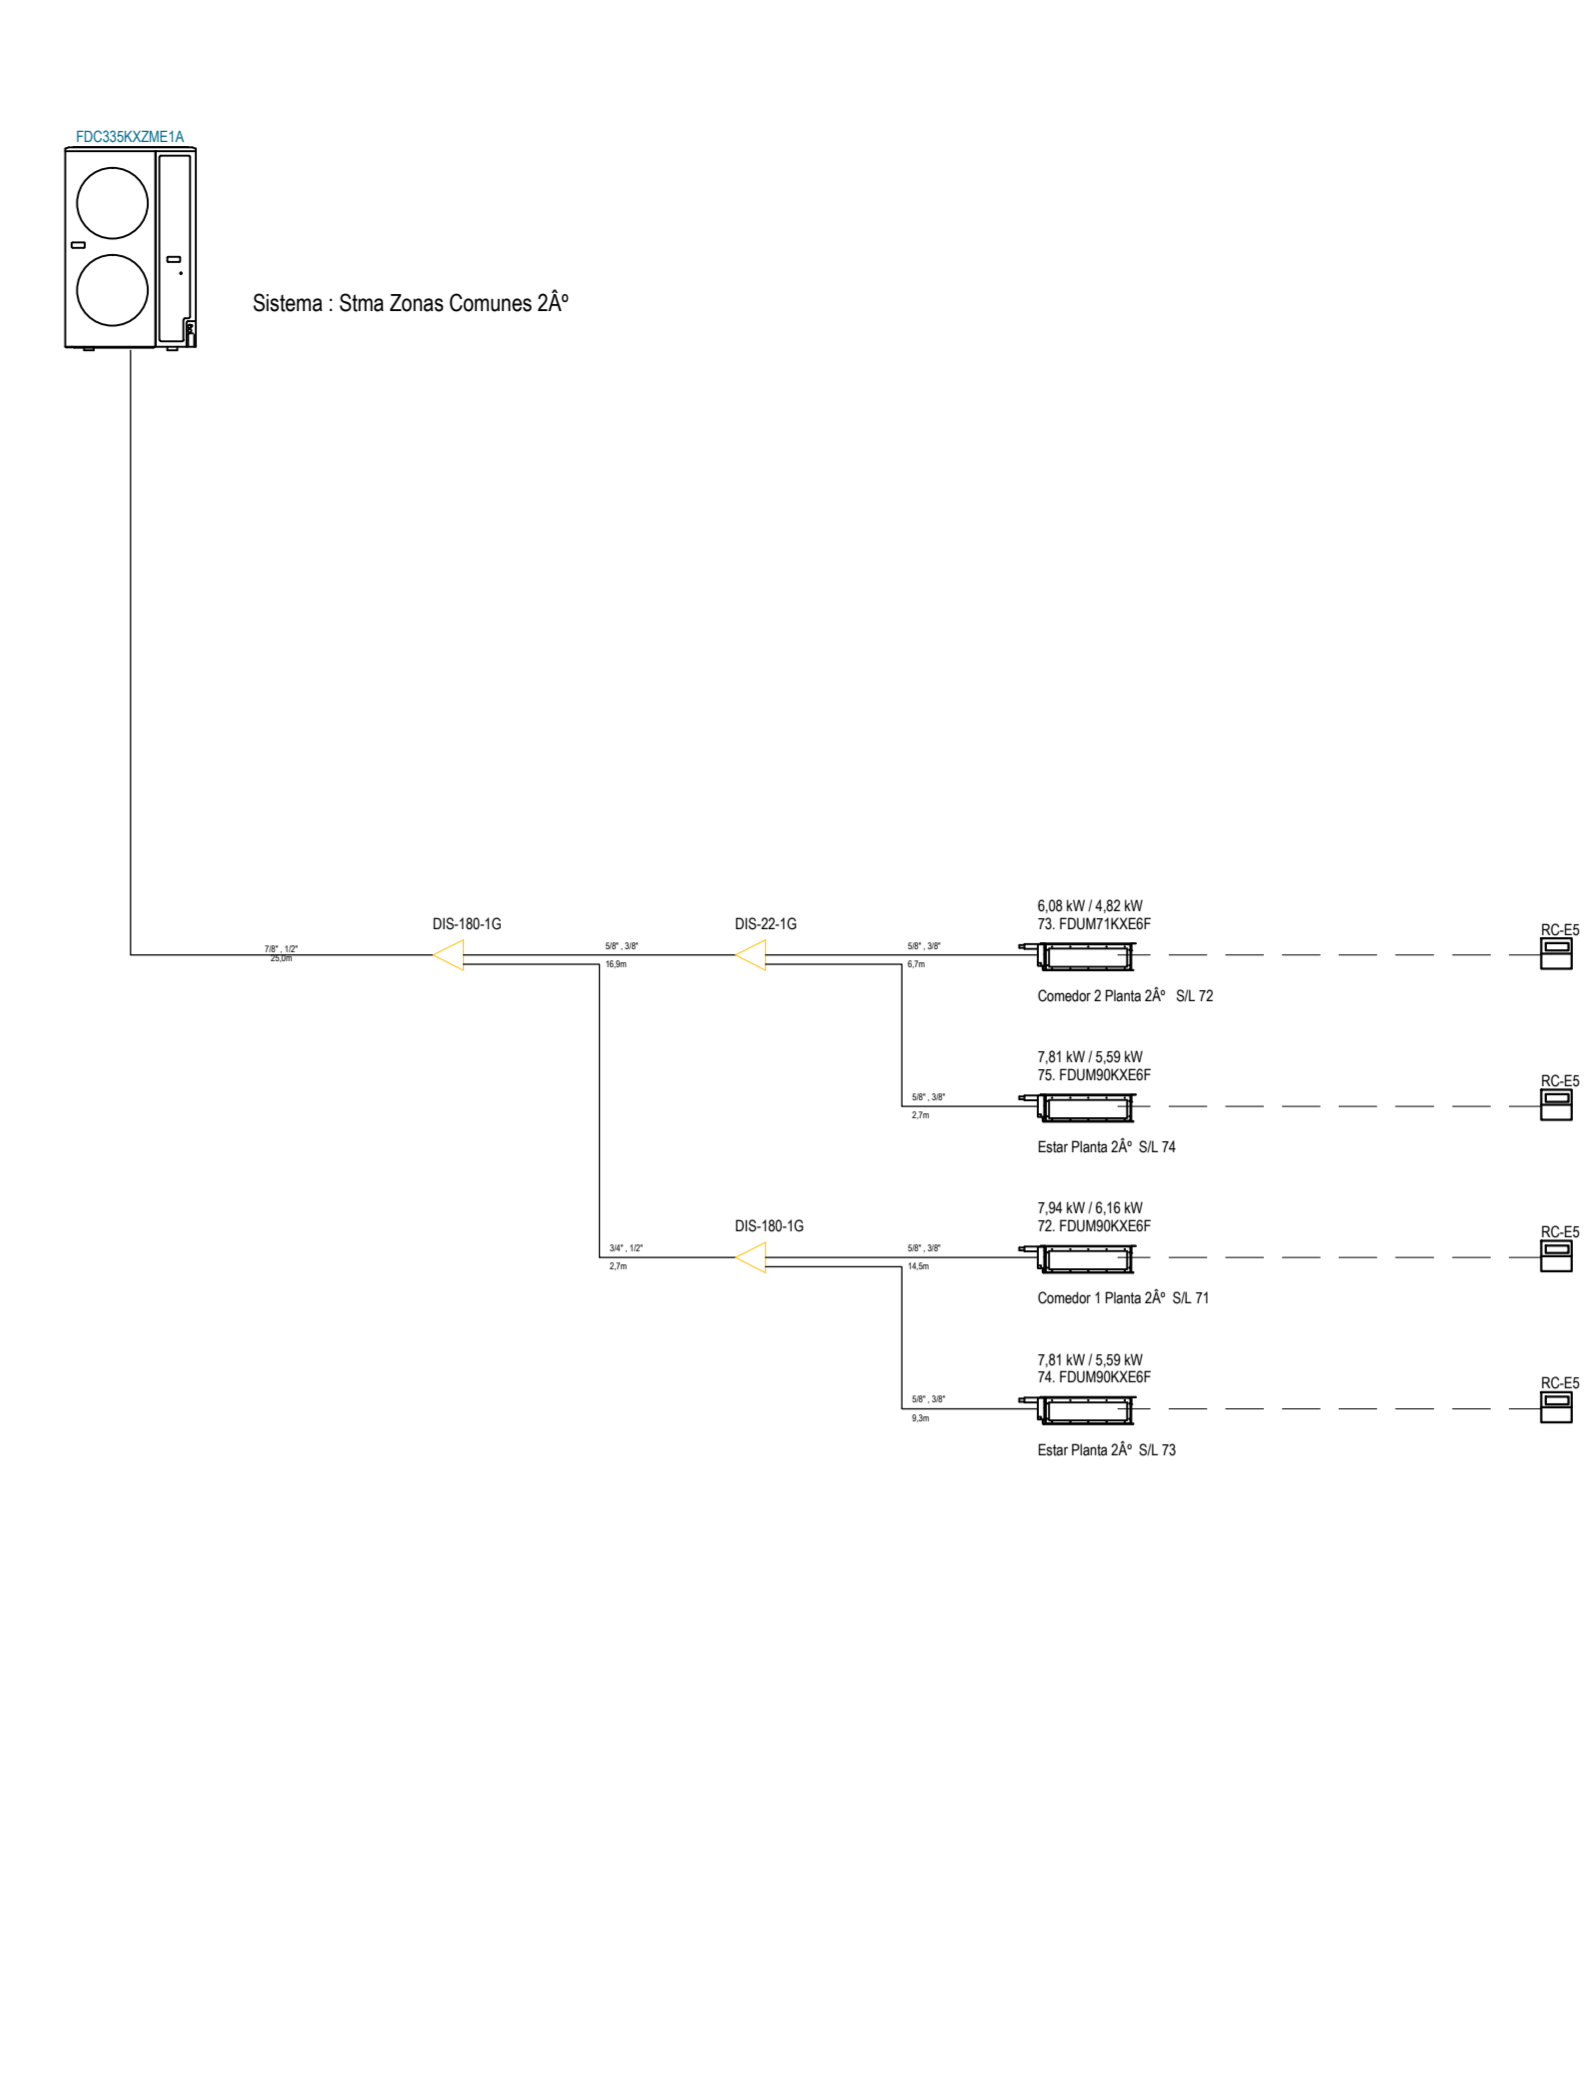 FDC335KXZME1A
Sistema : Stma Zonas Comunes 2Âº
6,08 kW / 4,82 kW
DIS-180-1G
DIS-22-1G
73. FDUM71KXE6F
RC-E5
7/8" , 1/2"
25,0m
5/8" , 3/8"
16,9m
5/8" , 3/8"
6,7m
Comedor 2 Planta 2Âº S/L 72
7,81 kW / 5,59 kW
75. FDUM90KXE6F
RC-E5
5/8" , 3/8"
2,7m
Estar Planta 2Âº S/L 74
7,94 kW / 6,16 kW
DIS-180-1G
72. FDUM90KXE6F
RC-E5
3/4" , 1/2"
2,7m
5/8" , 3/8"
14,5m
Comedor 1 Planta 2Âº S/L 71
7,81 kW / 5,59 kW
74. FDUM90KXE6F
RC-E5
5/8" , 3/8"
9,3m
Estar Planta 2Âº S/L 73